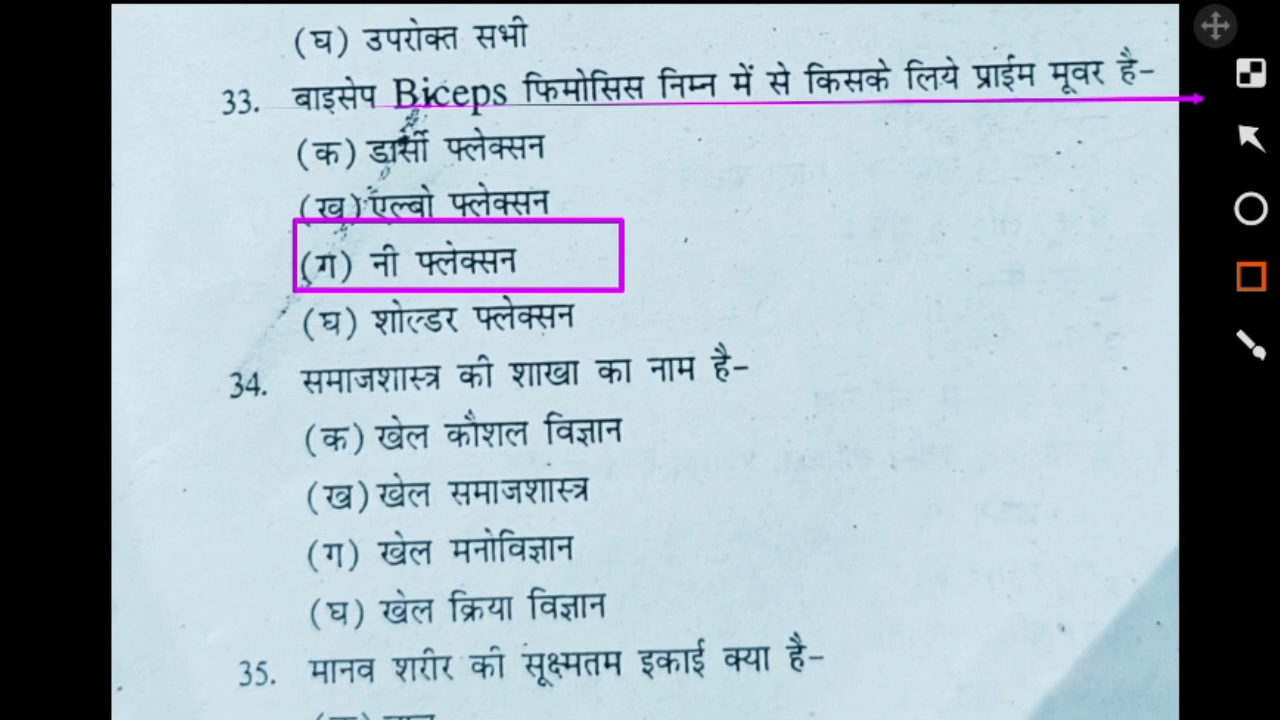 (घ) उपरोक्त सभी
33. बाइसेप Biceps फिमोसिस निम्न में से किसके लिये प्राईम मूवर है-
(क) डार्सी फ्लेक्सन
(ख) एल्बो फ्लेक्सन
(ग) नी फ्लेक्सन
(घ) शोल्डर फ्लेक्सन
34. समाजशास्त्र की शाखा का नाम है-
(क) खेल कौशल विज्ञान
(ख) खेल समाजशास्त्र
(ग) खेल मनोविज्ञान
(घ) खेल क्रिया विज्ञान
35. मानव शरीर की सूक्ष्मतम इकाई क्या है-